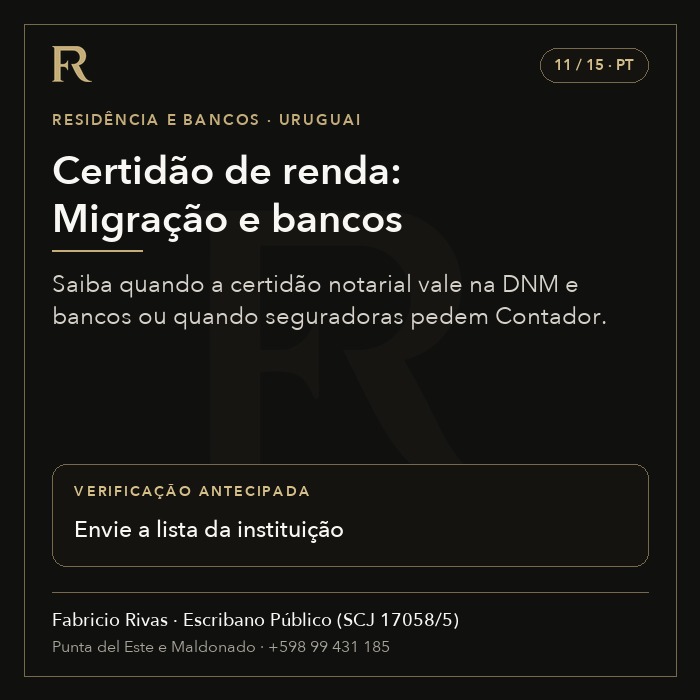 FR
11 / 15 · PT
RESIDÊNCIA E BANCOS · URUGUAI
Certidão de renda:
Migração e bancos
Saiba quando a certidão notarial vale na DNM e
bancos ou quando seguradoras pedem Contador.
VERIFICAÇÃO ANTECIPADA
Envie a lista da instituição
Fabricio Rivas · Escribano Público (SCJ 17058/5)
Punta del Este e Maldonado · +598 99 431 185